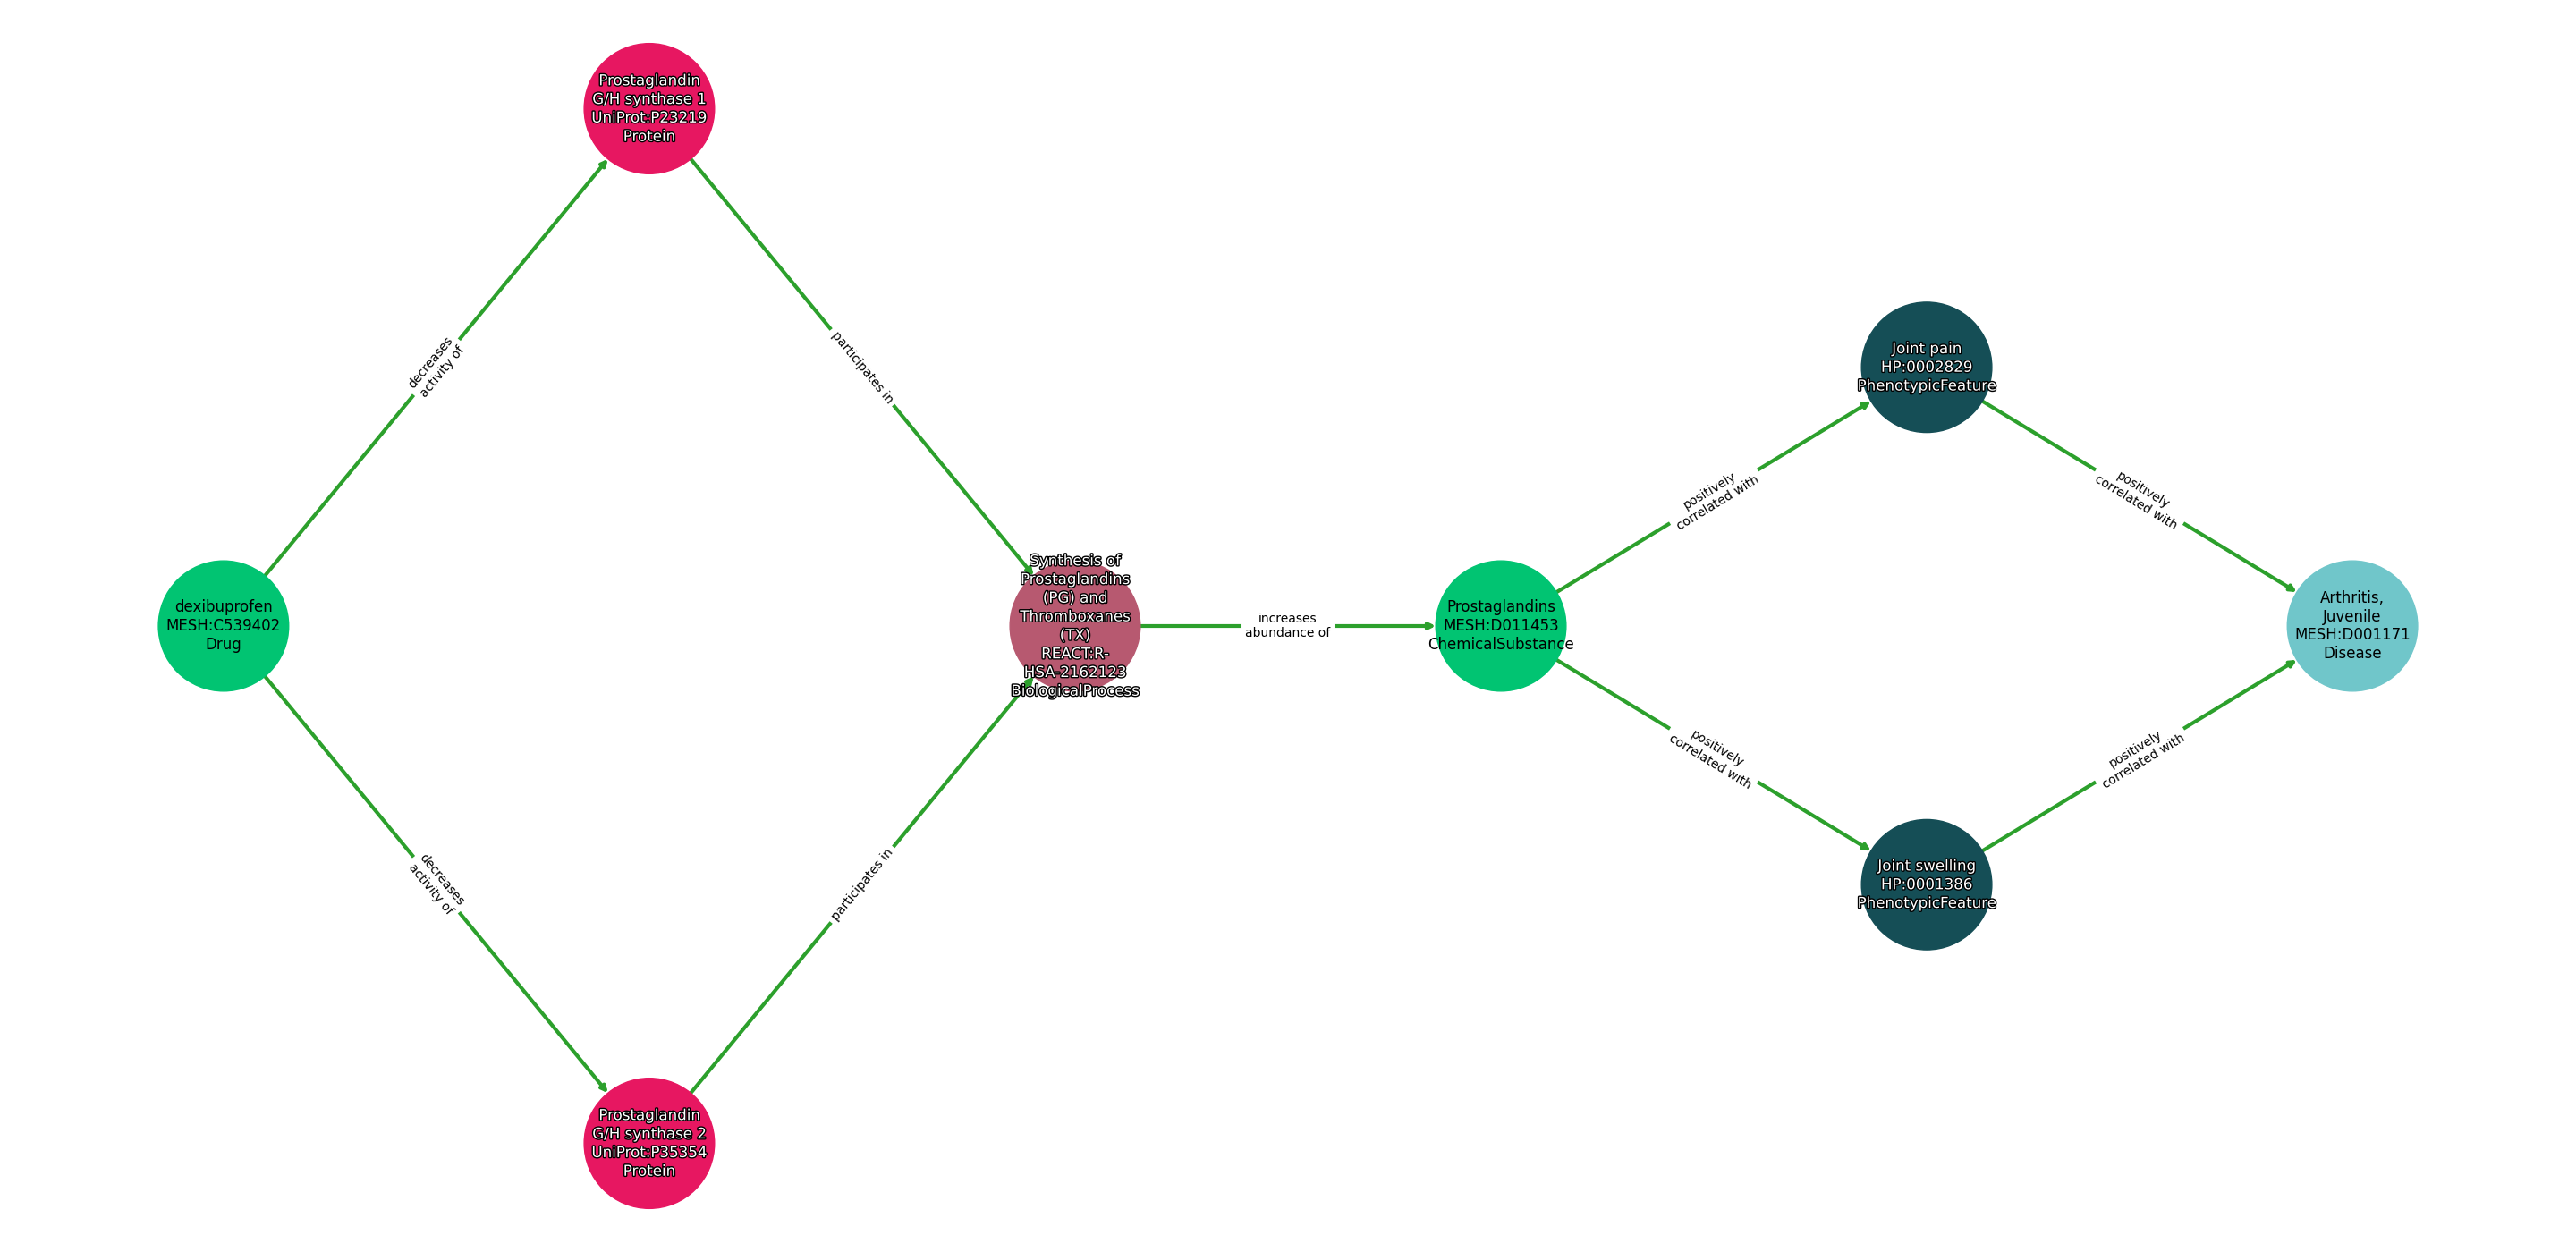 Prostaglandin
G/H synthase 1
UniProt:P23219
Protein
decreases
activity of
participates in
dexibuprofen
MESH:C539402
Drug
Synthesis of
Prostaglandins
(PG) and
Thromboxanes
(TX)
REACT:R-
HSA-2162123
BiologicalProcess
increases
abundance of
Prostaglandins
MESH:D011453
ChemicalSubstance
positively
correlated with
Joint pain
HP:0002829
PhenotypicFeature
positively
correlated with
Arthritis,
Juvenile
MESH:D001171
Disease
positively
correlated with
Joint swelling
HP:0001386
PhenotypicFeature
positively
correlated with
decreases
activity of
participates in
Prostaglandin
G/H synthase 2
UniProt:P35354
Protein